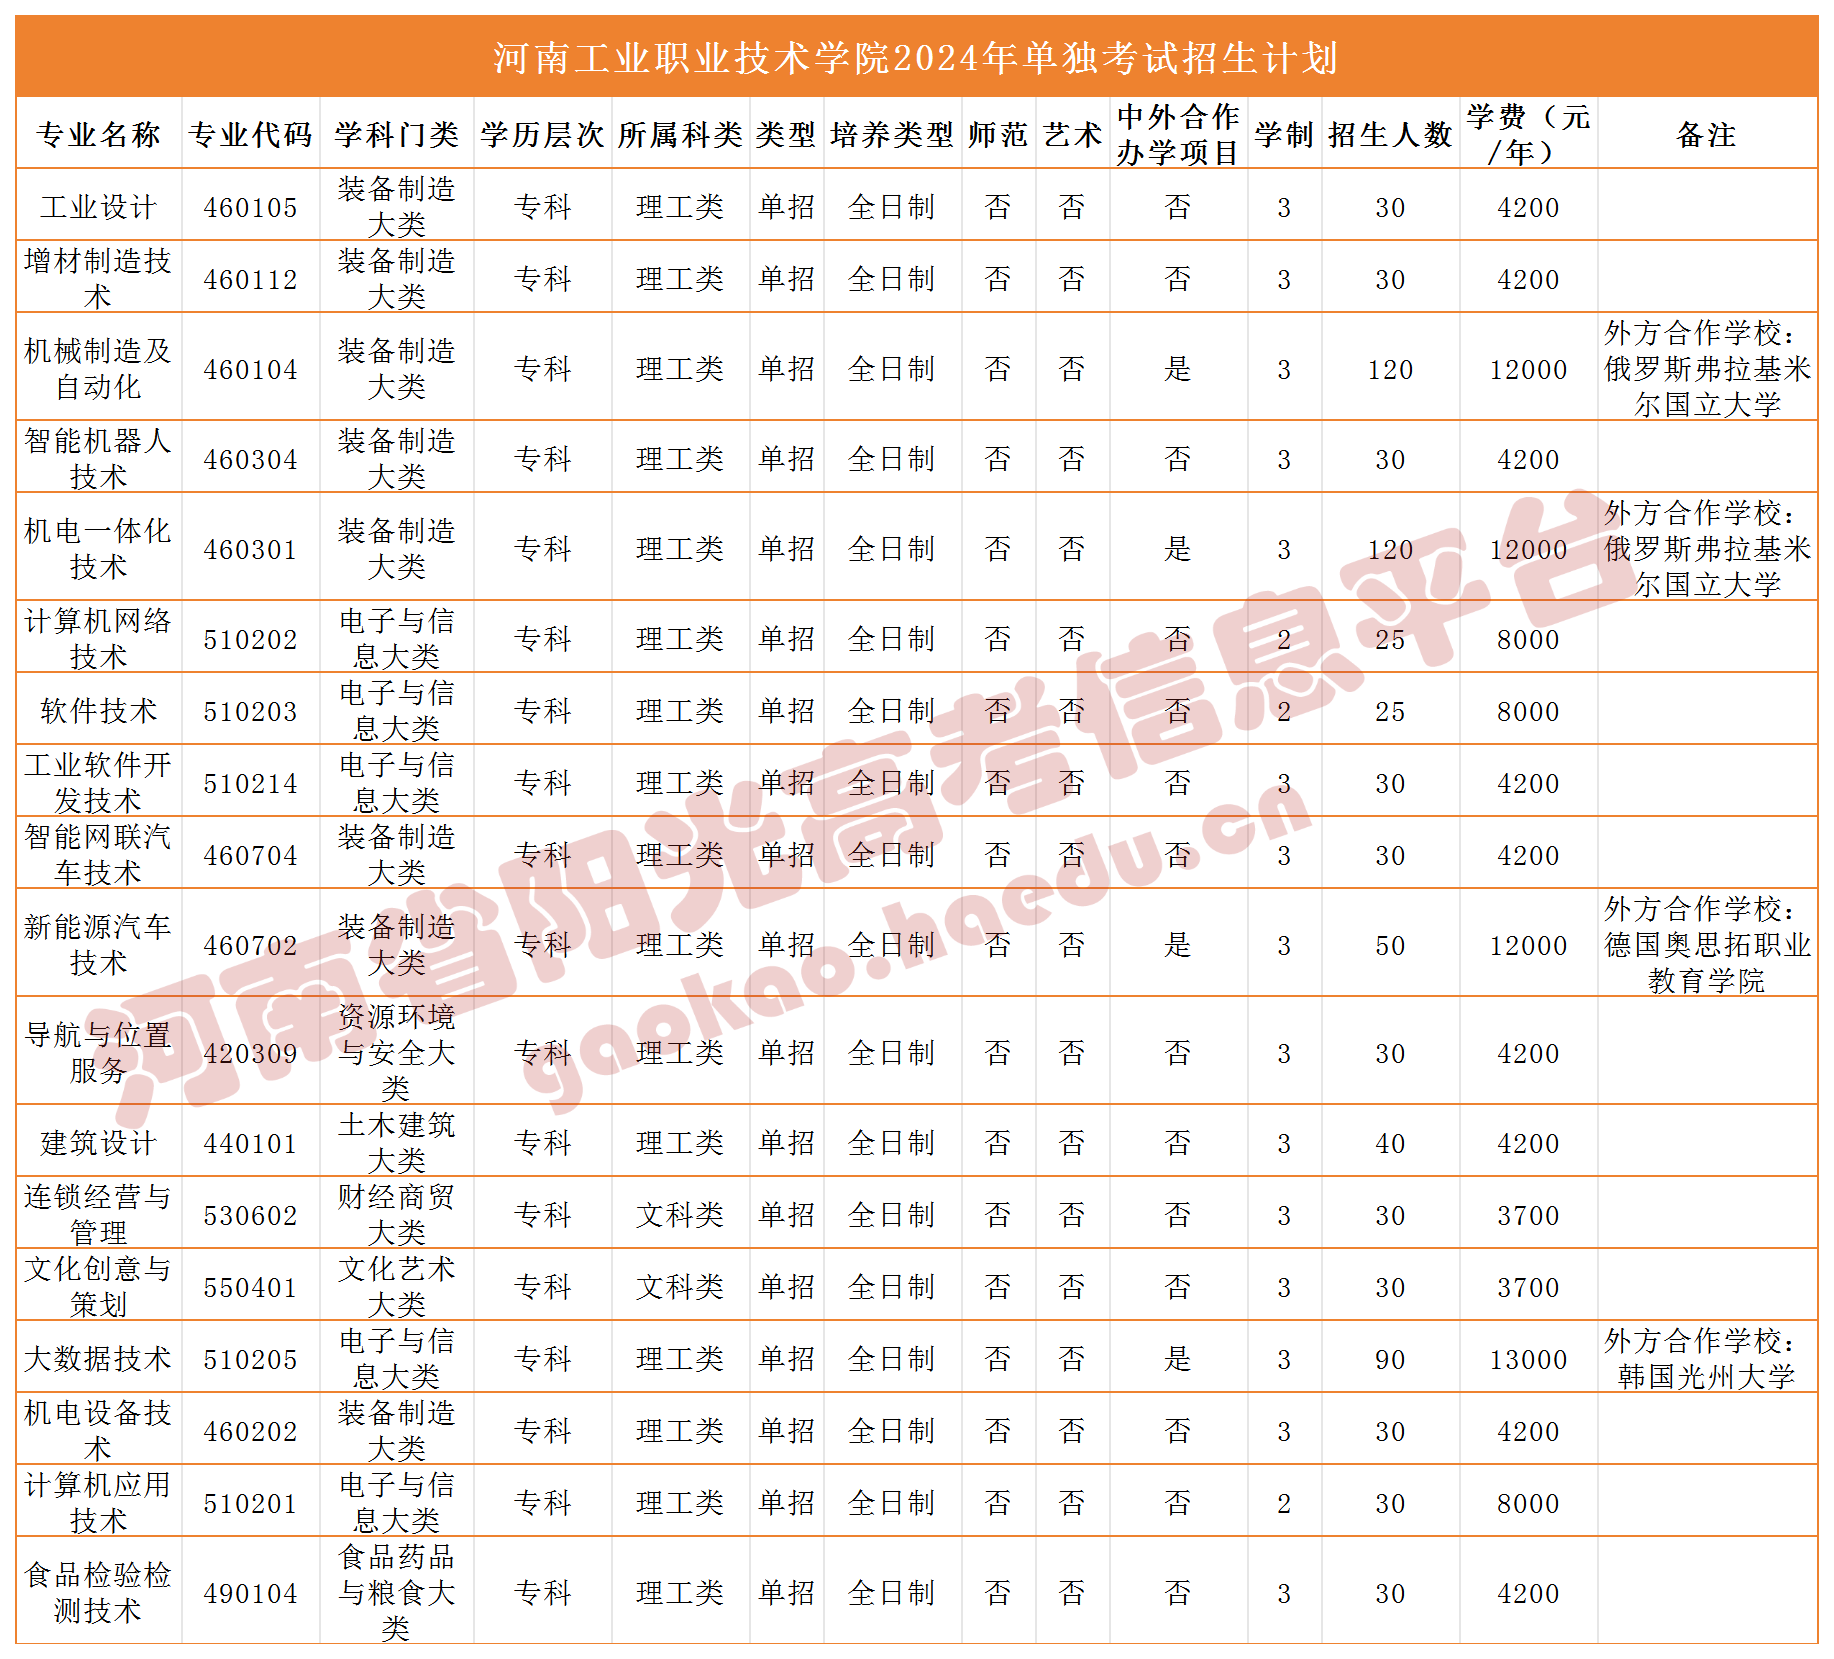 河南工业职业技术学院2024年单独考试招生计划
专业名称 专业代码 学科门类 学历层次 所属科类 类型 培养类型 师范 艺术 中外合作办学项目 学制 招生人数 学费（元/年） 备注
工业设计 460105 装备制造大类 专科 理工类 单招 全日制 否 否 否 3 30 4200
增材制造技术 460112 装备制造大类 专科 理工类 单招 全日制 否 否 否 3 30 4200
机械制造及自动化 460104 装备制造大类 专科 理工类 单招 全日制 否 否 是 3 120 12000 外方合作学校：俄罗斯弗拉基米尔国立大学
智能机器人技术 460304 装备制造大类 专科 理工类 单招 全日制 否 否 否 3 30 4200
机电一体化技术 460301 装备制造大类 专科 理工类 单招 全日制 否 否 是 3 120 12000 外方合作学校：俄罗斯弗拉基米尔国立大学
计算机网络技术 510202 电子与信息大类 专科 理工类 单招 全日制 否 否 否 2 25 8000
软件技术 510203 电子与信息大类 专科 理工类 单招 全日制 否 否 否 2 25 8000
工业软件开发技术 510214 电子与信息大类 专科 理工类 单招 全日制 否 否 否 3 30 4200
智能网联汽车技术 460704 装备制造大类 专科 理工类 单招 全日制 否 否 否 3 30 4200
新能源汽车技术 460702 装备制造大类 专科 理工类 单招 全日制 否 否 是 3 50 12000 外方合作学校：德国奥思拓职业教育学院
导航与位置服务 420309 资源环境与安全大类 专科 理工类 单招 全日制 否 否 否 3 30 4200
建筑设计 440101 土木建筑大类 专科 理工类 单招 全日制 否 否 否 3 40 4200
连锁经营与管理 530602 财经商贸大类 专科 文科类 单招 全日制 否 否 否 3 30 3700
文化创意与策划 550401 文化艺术大类 专科 文科类 单招 全日制 否 否 否 3 30 3700
大数据技术 510205 电子与信息大类 专科 理工类 单招 全日制 否 否 是 3 90 13000 外方合作学校：韩国光州大学
机电设备技术 460202 装备制造大类 专科 理工类 单招 全日制 否 否 否 3 30 4200
计算机应用技术 510201 电子与信息大类 专科 理工类 单招 全日制 否 否 否 2 30 8000
食品检验检测技术 490104 食品药品与粮食大类 专科 理工类 单招 全日制 否 否 否 3 30 4200
河南省阳光高考信息平台
gaokao.haedu.cn